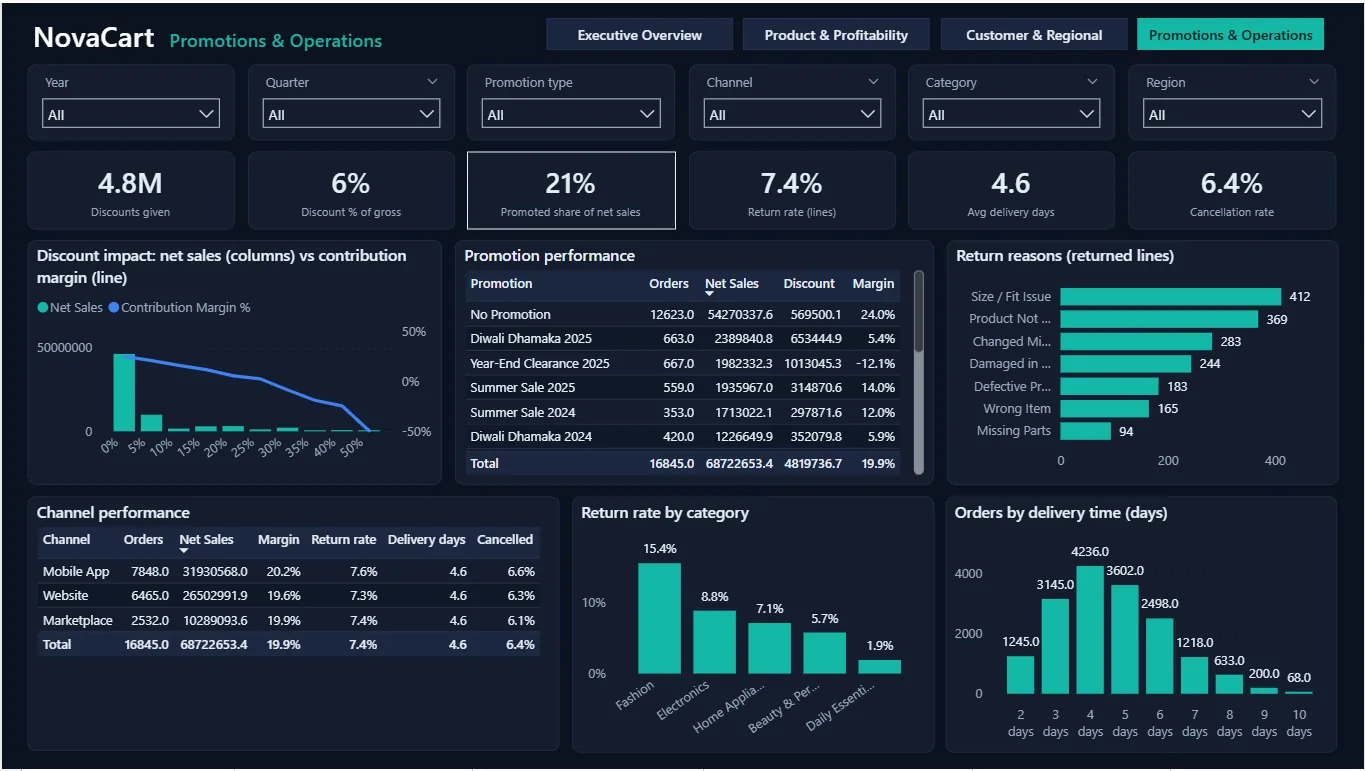 NovaCart Promotions & Operations
Executive Overview
Product & Profitability
Customer & Regional
Promotions & Operations
Year
All
Quarter
All
Promotion type
All
Channel
All
Category
All
Region
All
4.8M
Discounts given
6%
Discount % of gross
21%
Promoted share of net sales
7.4%
Return rate (lines)
4.6
Avg delivery days
6.4%
Cancellation rate
Discount impact: net sales (columns) vs contribution
margin (line)
Net Sales Contribution Margin %
50%
50000000
0%
0
-50%
0% 5% 10% 15% 20% 25% 30% 35% 40% 50%
Promotion performance
Promotion Orders Net Sales Discount Margin
No Promotion 12623.0 54270337.6 569500.1 24.0%
Diwali Dhamaka 2025 663.0 2389840.8 653444.9 5.4%
Year-End Clearance 2025 667.0 1982332.3 1013045.3 -12.1%
Summer Sale 2025 559.0 1935967.0 314870.6 14.0%
Summer Sale 2024 353.0 1713022.1 297871.6 12.0%
Diwali Dhamaka 2024 420.0 1226649.9 352079.8 5.9%
Total 16845.0 68722653.4 4819736.7 19.9%
Return reasons (returned lines)
Size / Fit Issue 412
Product Not ... 369
Changed Mi... 283
Damaged in ... 244
Defective Pr... 183
Wrong Item 165
Missing Parts 94
0 200 400
Channel performance
Channel Orders Net Sales Margin Return rate Delivery days Cancelled
Mobile App 7848.0 31930568.0 20.2% 7.6% 4.6 6.6%
Website 6465.0 26502991.9 19.6% 7.3% 4.6 6.3%
Marketplace 2532.0 10289093.6 19.9% 7.4% 4.6 6.1%
Total 16845.0 68722653.4 19.9% 7.4% 4.6 6.4%
Return rate by category
15.4%
8.8%
7.1%
5.7%
1.9%
10%
0%
Fashion Electronics Home Applia... Beauty & Per... Daily Essenti...
Orders by delivery time (days)
4000
2000
0
1245.0 3145.0 4236.0 3602.0 2498.0 1218.0 633.0 200.0 68.0
2 3 4 5 6 7 8 9 10
days days days days days days days days days